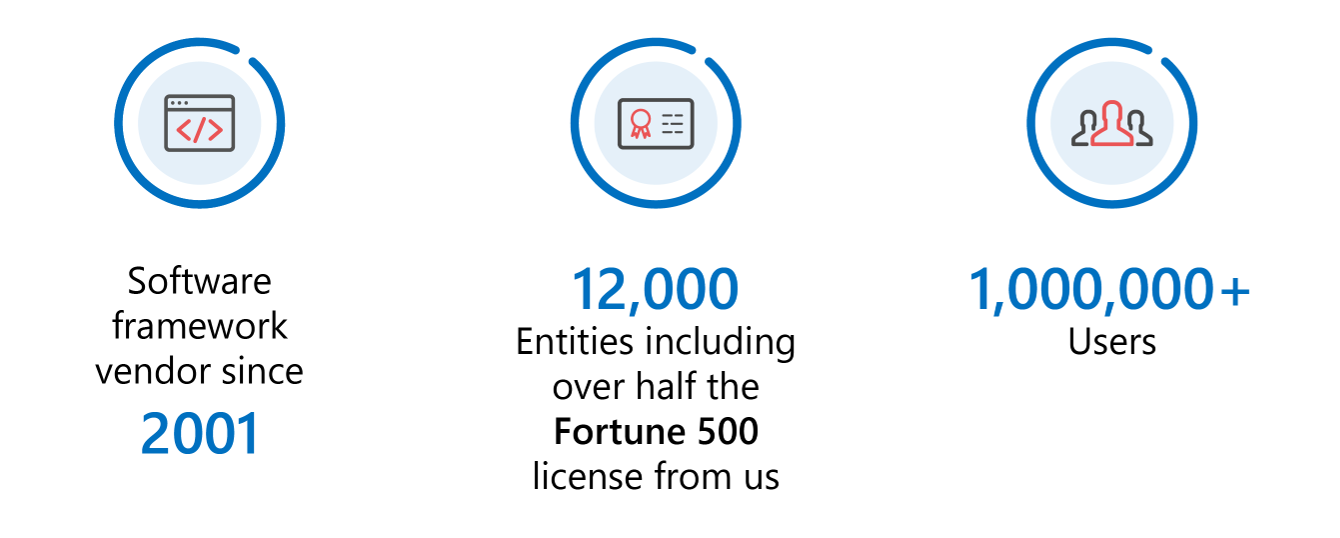 Software
framework
vendor since
2001
12,000
Entities including
over half the
Fortune 500
license from us
1,000,000+
Users